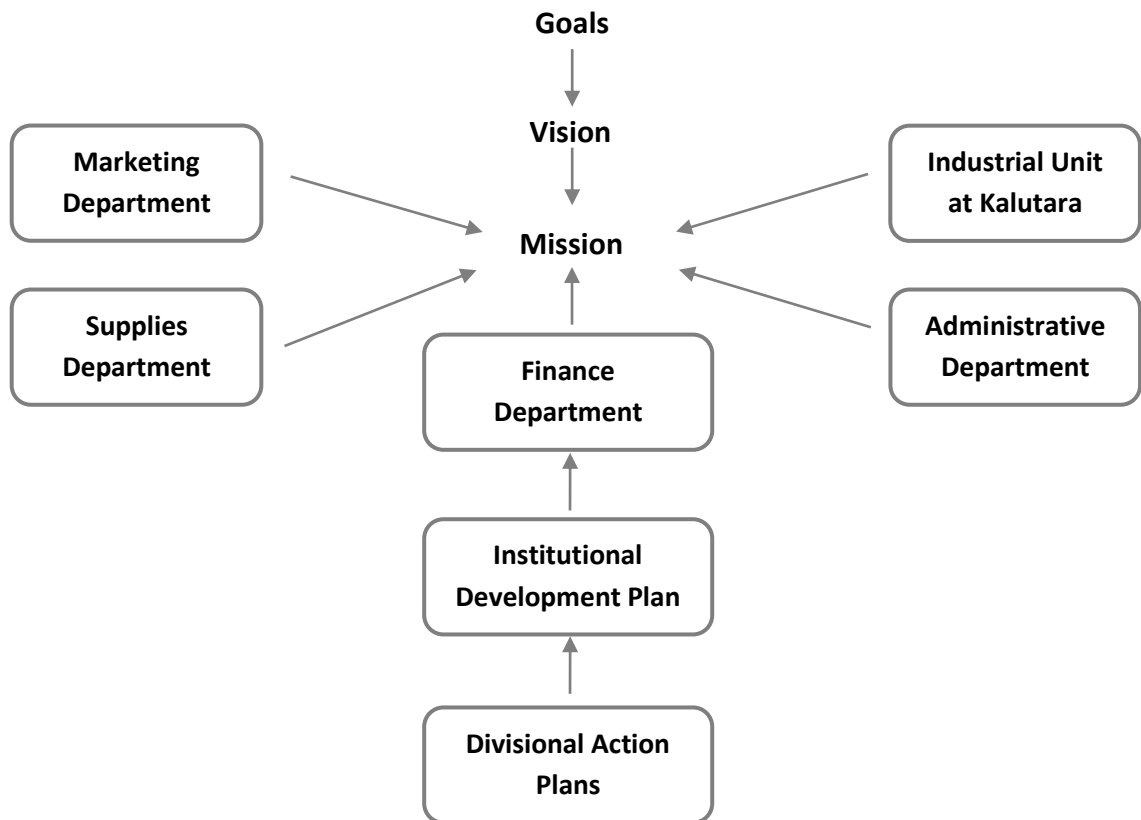 Goals
Vision
Marketing
Department
Industrial Unit
at Kalutara
Mission
Supplies
Department
Administrative
Department
Finance
Department
Institutional
Development Plan
Divisional Action
Plans